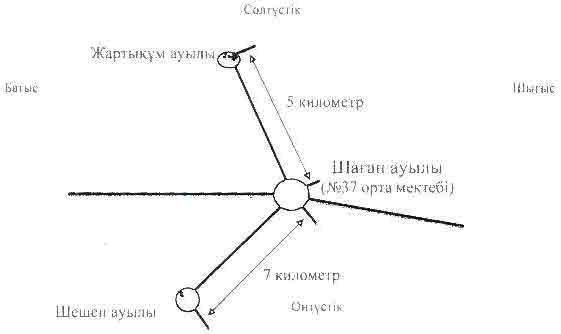 Солтүстік
Жартықұм ауылы
Батыс
Шығыс
5 километр
Шаған ауылы
(№37 орта мектебі)
7 километр
Шешен ауылы
Оңтүстік